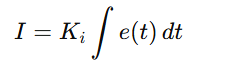 I = K_i ∫ e(t) dt